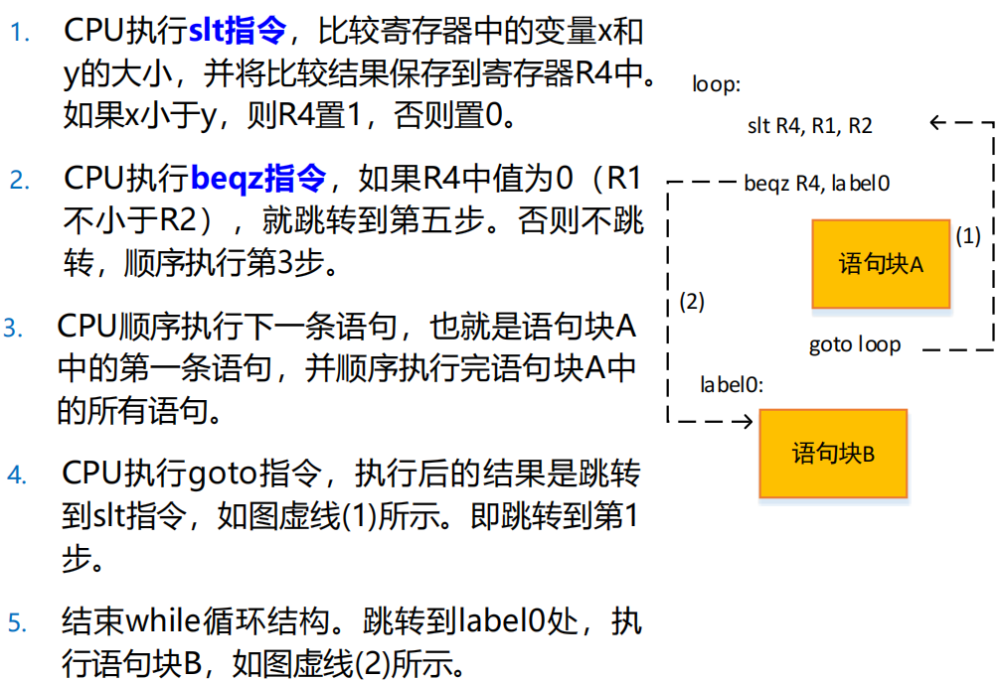 1. CPU执行slt指令，比较寄存器中的变量x和
y的大小，并将比较结果保存到寄存器R4中。
如果x小于y，则R4置1，否则置0。
2. CPU执行beqz指令，如果R4中值为0（R1
不小于R2），就跳转到第五步。否则不跳
转，顺序执行第3步。
3. CPU顺序执行下一条语句，也就是语句块A
中的第一条语句，并顺序执行完语句块A中
的所有语句。
4. CPU执行goto指令，执行后的结果是跳转
到slt指令，如图虚线(1)所示。即跳转到第1
步。
5. 结束while循环结构。跳转到label0处，执
行语句块B，如图虚线(2)所示。
loop:
slt R4, R1, R2
beqz R4, label0
(1)
语句块A
(2)
goto loop
label0:
语句块B